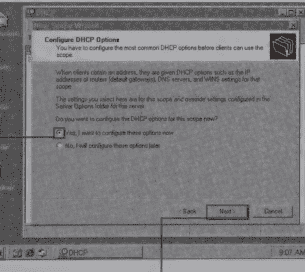 Configure DHCP Options
You have to configure the most common DHCP options before clients can use the
scope.
When clients obtain an address, they are given DHCP options such as the IP
addresses of routers (default gateways), DNS servers, and WINS settings for that
scope.
The settings you select here are for this scope and override settings configured in the
Server Options folder for this server.
Do you want to configure the DHCP options for this scope now?
Yes, I want to configure these options now
No, I will configure these options later
Back Next > Cancel
DHCP 9:07 AM